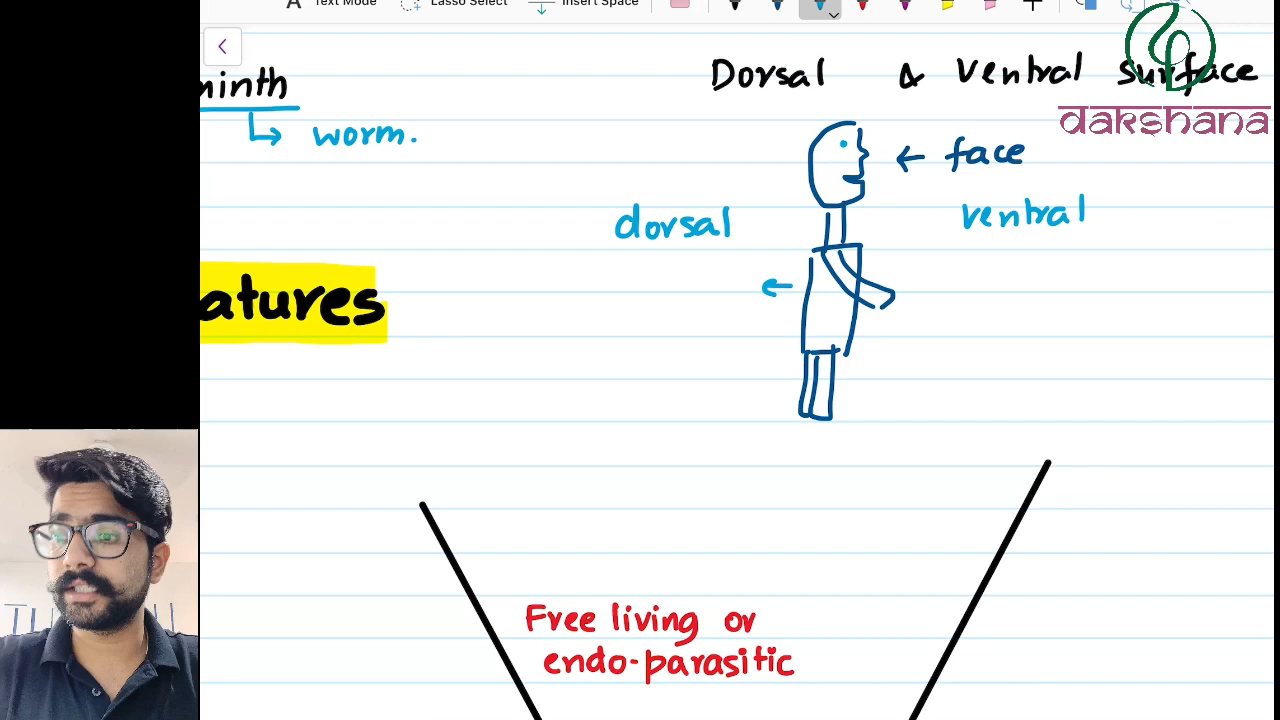 Text Mode
Lasso Select
Insert Space
Dorsal & Ventral surface
dakshana
minth
worm.
face
dorsal
ventral
atures
Free living or
endo-parasitic